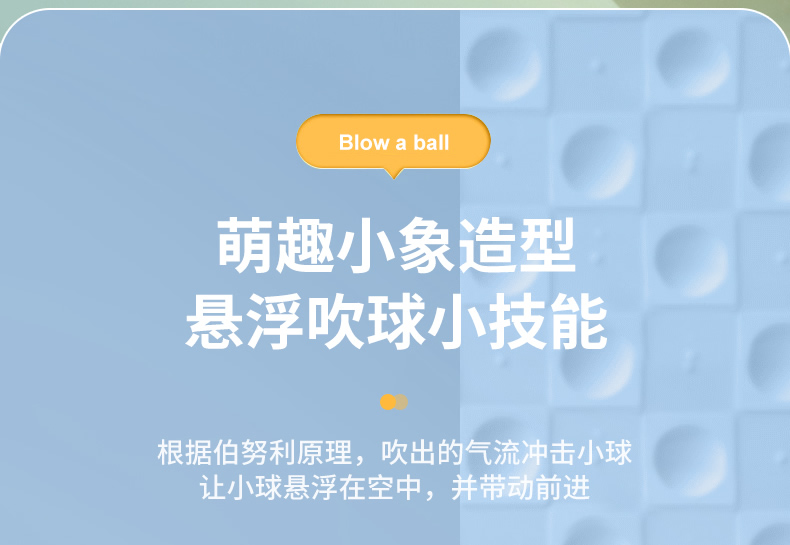 Blow a ball
萌趣小象造型
悬浮吹球小技能
根据伯努利原理，吹出的气流冲击小球
让小球悬浮在空中，并带动前进